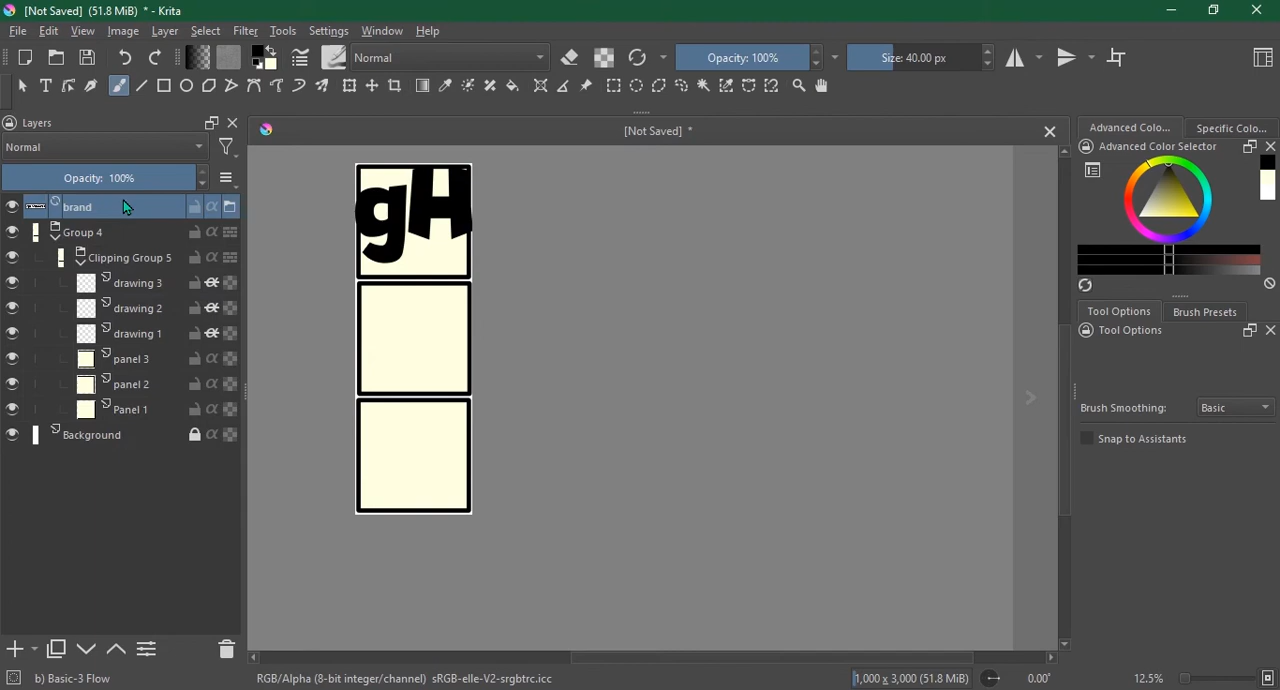 [Not Saved] (51.8 MiB) * - Krita
File Edit View Image Layer Select Filter Tools Settings Window Help
Normal Opacity: 100% Size: 40.00 px
Layers
Normal
Opacity: 100%
brand
Group 4
Clipping Group 5
drawing 3
drawing 2
drawing 1
panel 3
panel 2
Panel 1
Background
[Not Saved] *
gH
Advanced Colo... Specific Colo...
Advanced Color Selector
Tool Options Brush Presets
Tool Options
Brush Smoothing: Basic
Snap to Assistants
b) Basic-3 Flow RGB/Alpha (8-bit integer/channel) sRGB-elle-V2-srgbtrc.icc 1,000 x 3,000 (51.8 MiB) 0.00° 12.5%